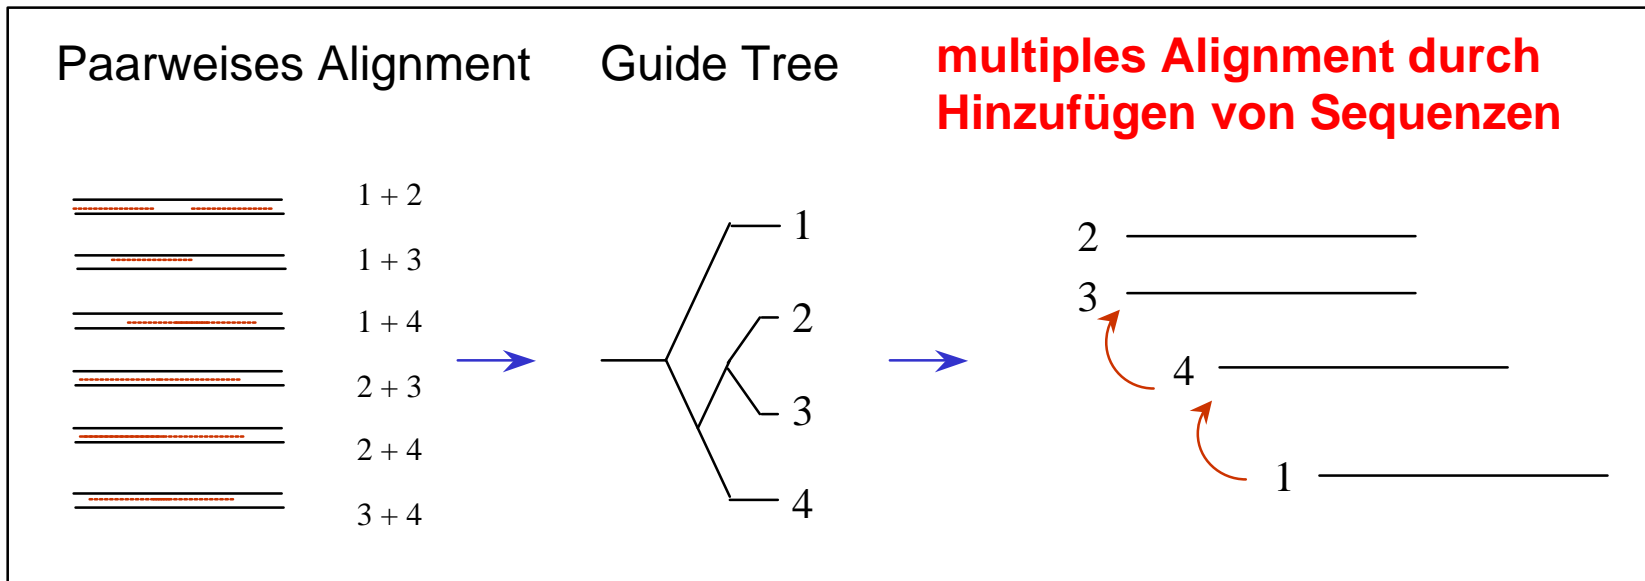 Paarweises Alignment
Guide Tree
multiples Alignment durch
Hinzufügen von Sequenzen
1 + 2
1 + 3
1 + 4
2 + 3
2 + 4
3 + 4
1
2
3
4
2
3
4
1